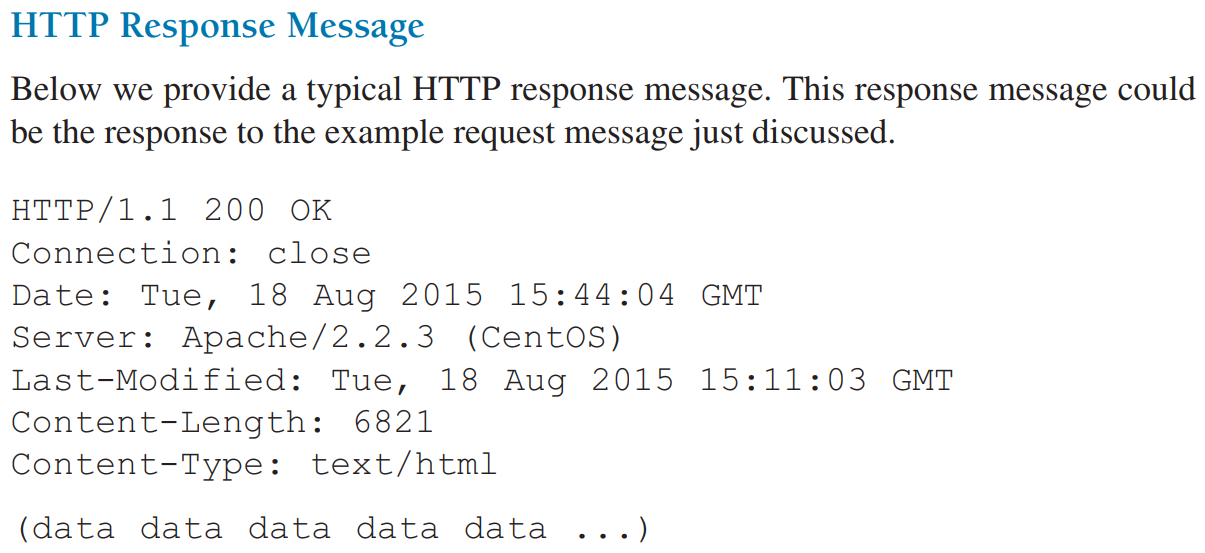 HTTP Response Message
Below we provide a typical HTTP response message. This response message could
be the response to the example request message just discussed.
HTTP/1.1 200 OK
Connection: close
Date: Tue, 18 Aug 2015 15:44:04 GMT
Server: Apache/2.2.3 (CentOS)
Last-Modified: Tue, 18 Aug 2015 15:11:03 GMT
Content-Length: 6821
Content-Type: text/html
(data data data data data ...)